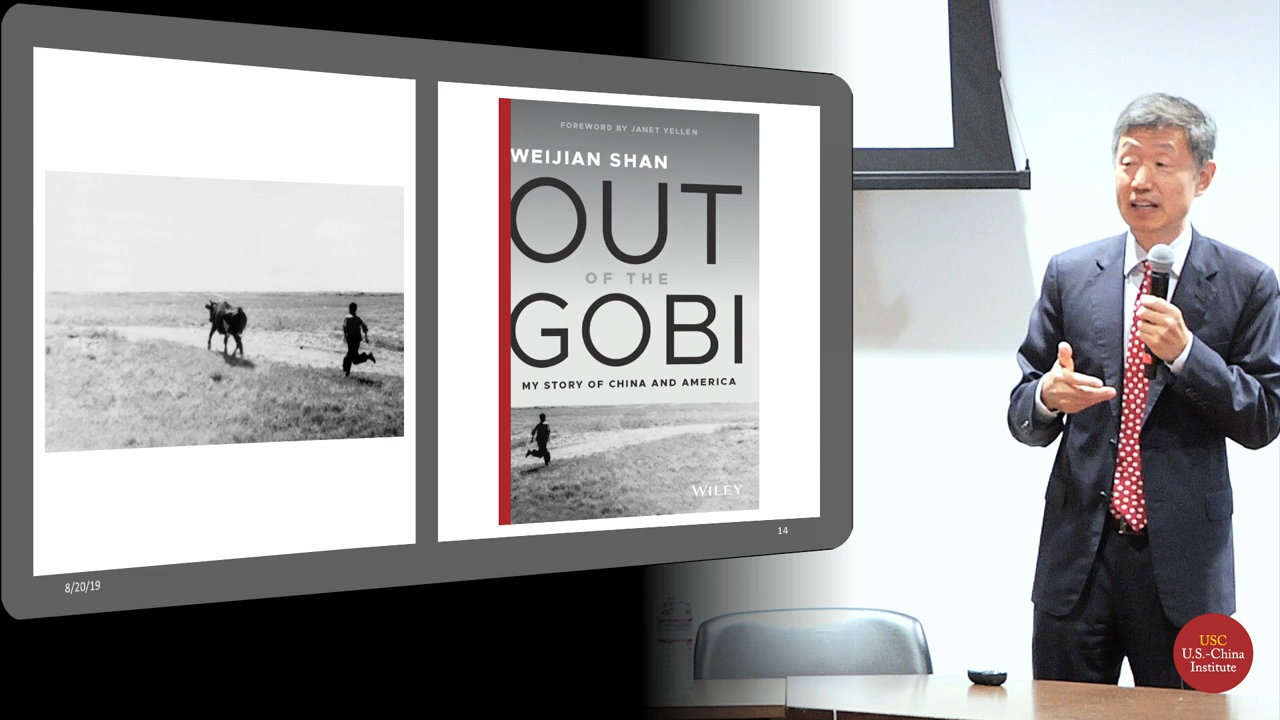 FOREWORD BY JANET YELLEN
WEIJIAN SHAN
OUT
OF THE
GOBI
MY STORY OF CHINA AND AMERICA
WILEY
14
8/20/19
USC
U.S.-China
Institute